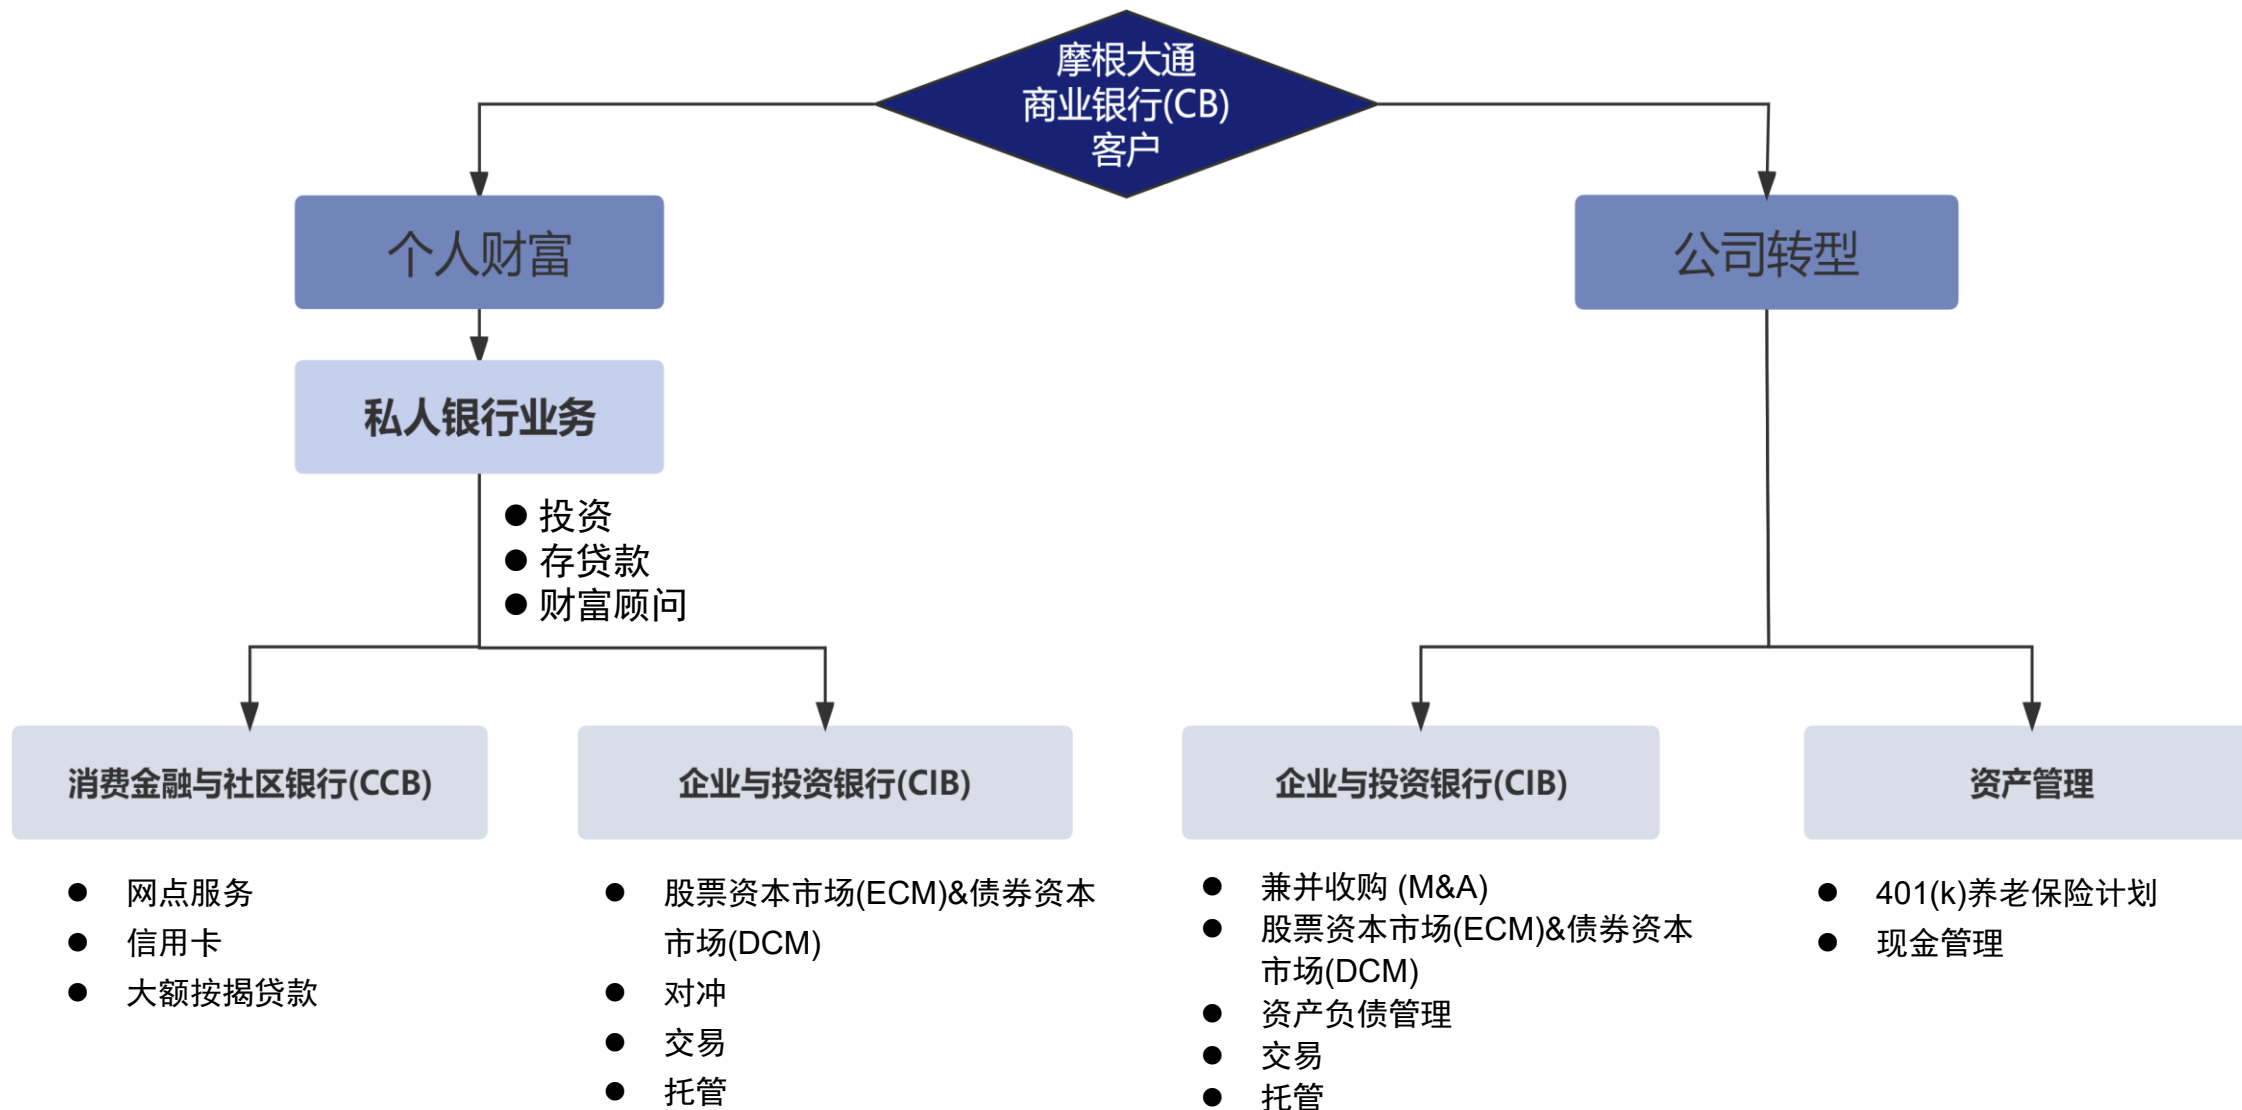 摩根大通
商业银行(CB)
客户
个人财富
公司转型
私人银行业务
● 投资
● 存贷款
● 财富顾问
消费金融与社区银行(CCB)
企业与投资银行(CIB)
企业与投资银行(CIB)
资产管理
● 网点服务
● 信用卡
● 大额按揭贷款
● 股票资本市场(ECM)&债券资本
市场(DCM)
● 对冲
● 交易
● 托管
● 兼并收购 (M&A)
● 股票资本市场(ECM)&债券资本
市场(DCM)
● 资产负债管理
● 交易
● 托管
● 401(k)养老保险计划
● 现金管理